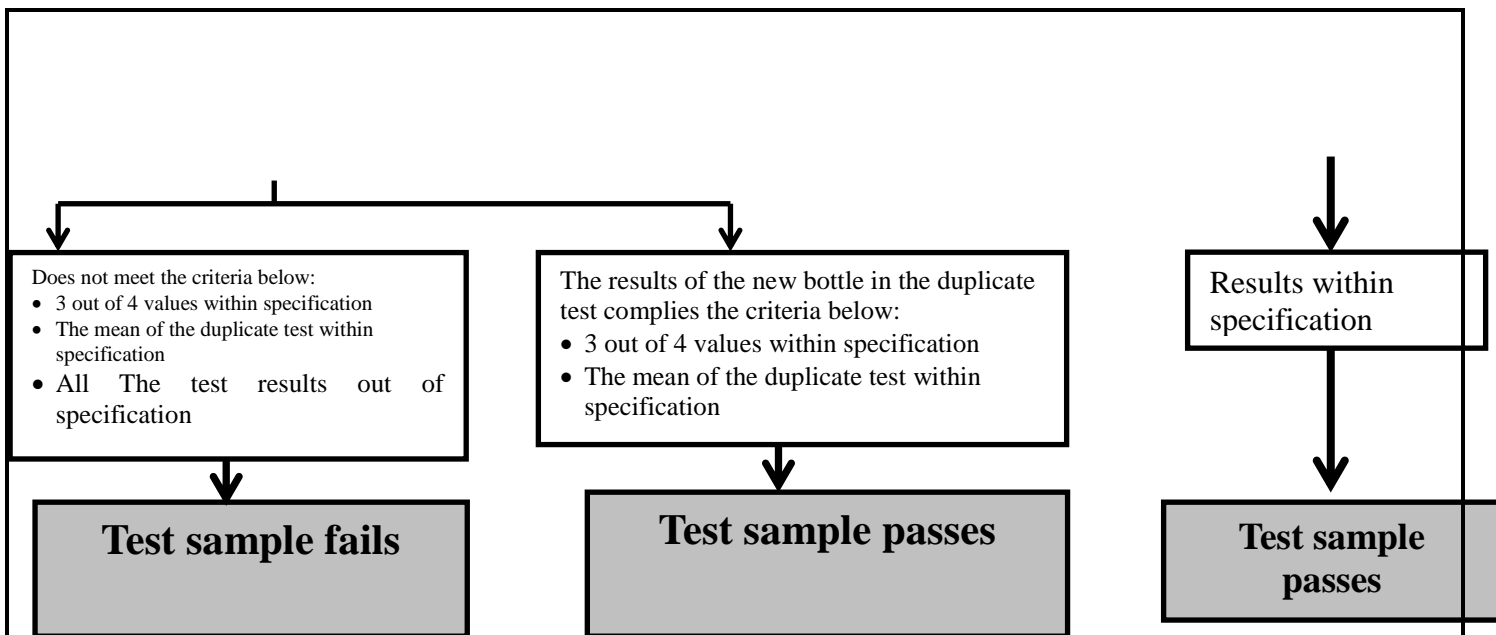 Does not meet the criteria below:
• 3 out of 4 values within specification
• The mean of the duplicate test within
specification
• All The test results out of
specification
Test sample fails
The results of the new bottle in the duplicate
test complies the criteria below:
• 3 out of 4 values within specification
• The mean of the duplicate test within
specification
Test sample passes
Results within
specification
Test sample
passes